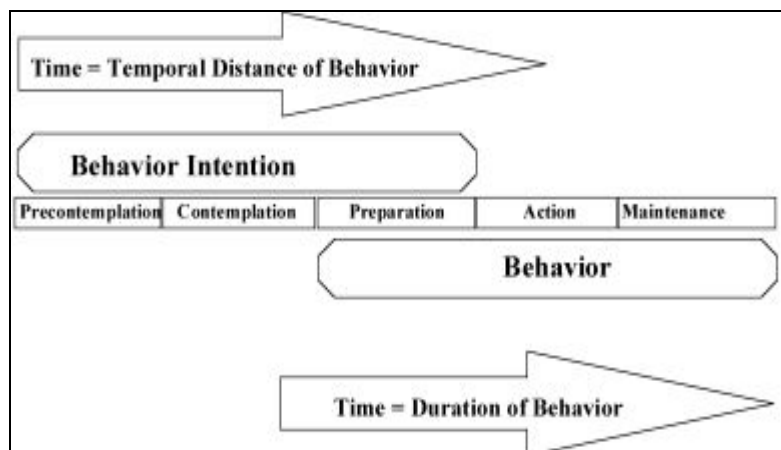 Time = Temporal Distance of Behavior
Behavior Intention
Precontemplation Contemplation Preparation Action Maintenance
Behavior
Time = Duration of Behavior